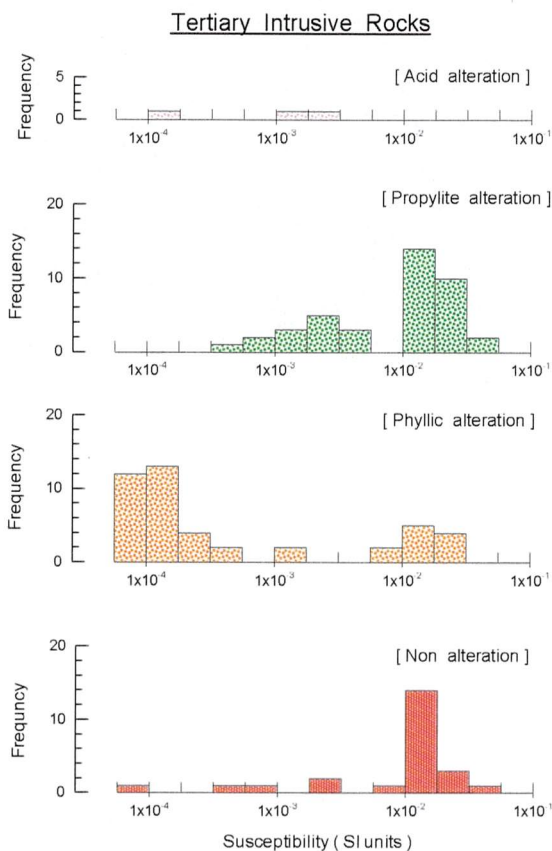 Tertiary Intrusive Rocks
[ Acid alteration ]
Frequency
5
0
1x10⁻⁴ 1x10⁻³ 1x10⁻² 1x10⁻¹
[ Propylite alteration ]
Frequency
20
10
0
1x10⁻⁴ 1x10⁻³ 1x10⁻² 1x10⁻¹
[ Phyllic alteration ]
Frequency
20
10
0
1x10⁻⁴ 1x10⁻³ 1x10⁻² 1x10⁻¹
[ Non alteration ]
Frequncy
20
10
0
1x10⁻⁴ 1x10⁻³ 1x10⁻² 1x10⁻¹
Susceptibility ( SI units )